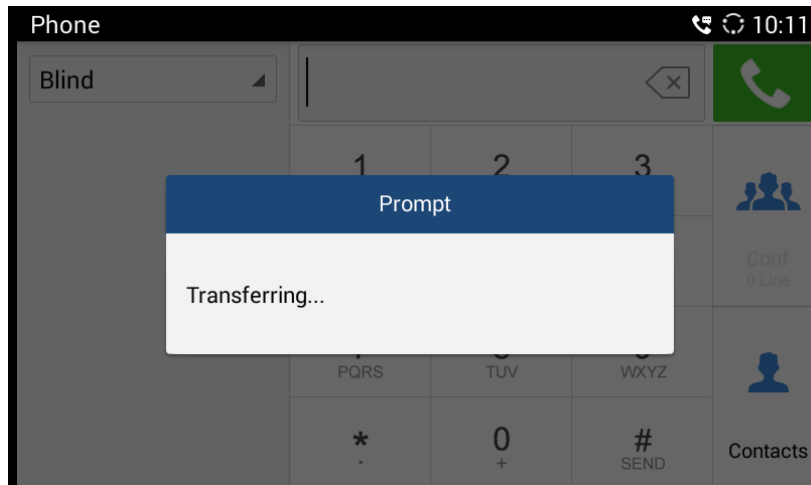 Phone
10:11
Blind
1
2
3
Prompt
Transferring...
Conf
0 Line
PQRS
TUV
WXYZ
*
0
#
.
+
SEND
Contacts